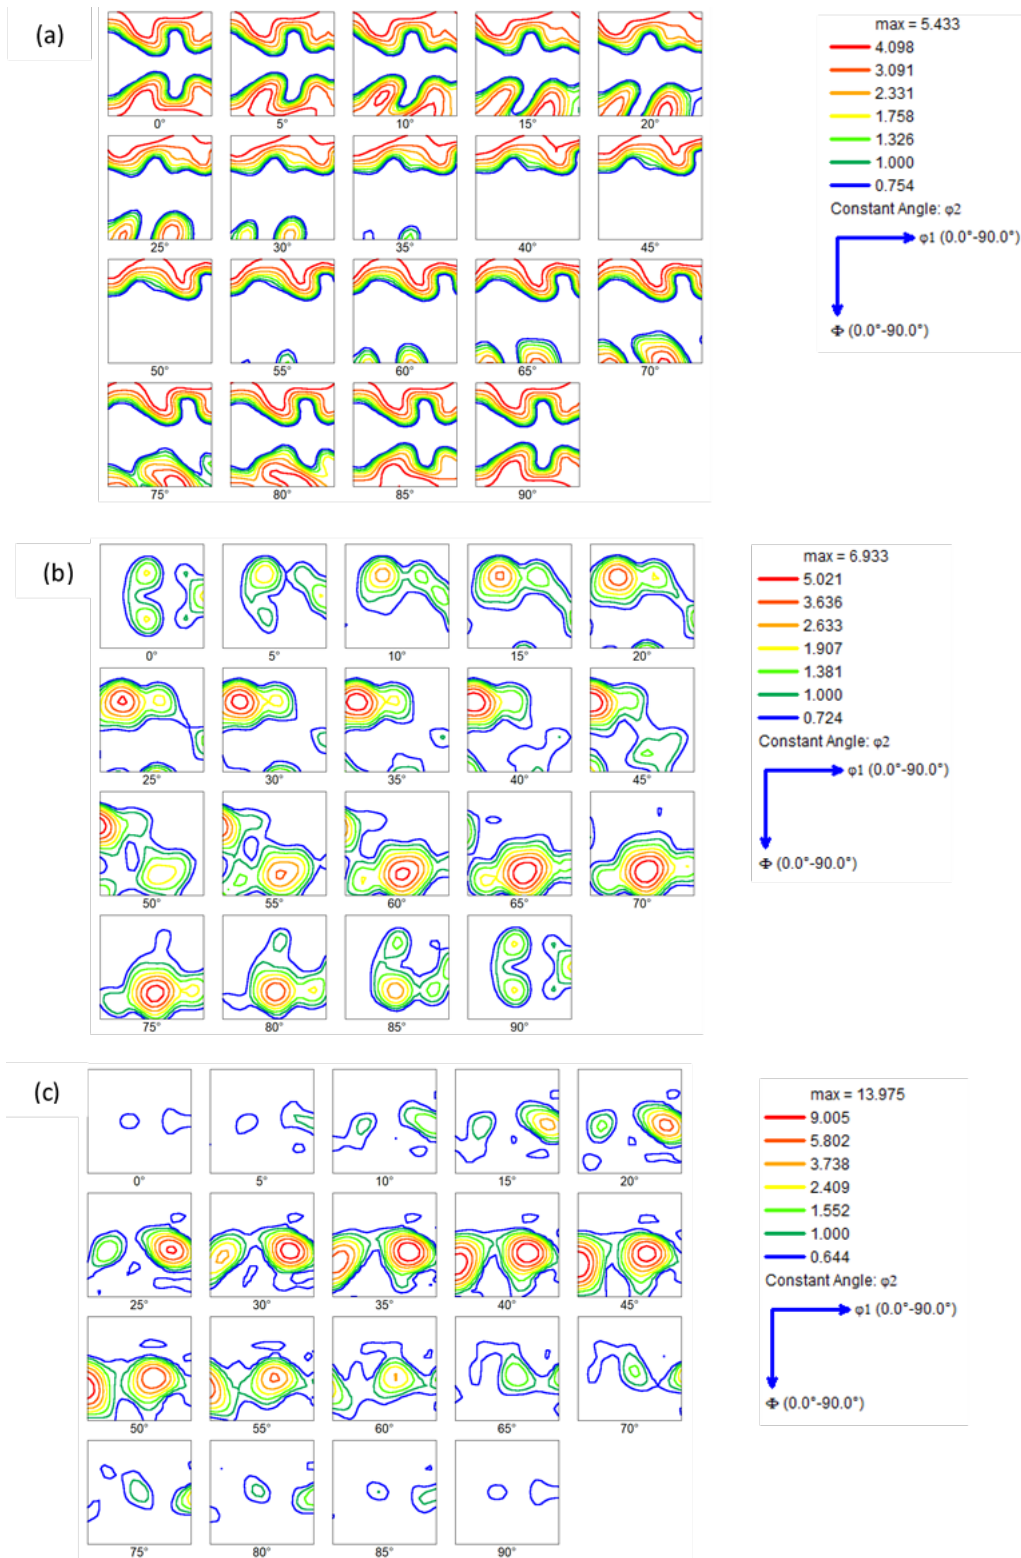 (a)
0° 5° 10° 15° 20°
25° 30° 35° 40° 45°
50° 55° 60° 65° 70°
75° 80° 85° 90°
max = 5.433
4.098
3.091
2.331
1.758
1.326
1.000
0.754
Constant Angle: φ2
φ1 (0.0°-90.0°)
Φ (0.0°-90.0°)
(b)
0° 5° 10° 15° 20°
25° 30° 35° 40° 45°
50° 55° 60° 65° 70°
75° 80° 85° 90°
max = 6.933
5.021
3.636
2.633
1.907
1.381
1.000
0.724
Constant Angle: φ2
φ1 (0.0°-90.0°)
Φ (0.0°-90.0°)
(c)
0° 5° 10° 15° 20°
25° 30° 35° 40° 45°
50° 55° 60° 65° 70°
75° 80° 85° 90°
max = 13.975
9.005
5.802
3.738
2.409
1.552
1.000
0.644
Constant Angle: φ2
φ1 (0.0°-90.0°)
Φ (0.0°-90.0°)